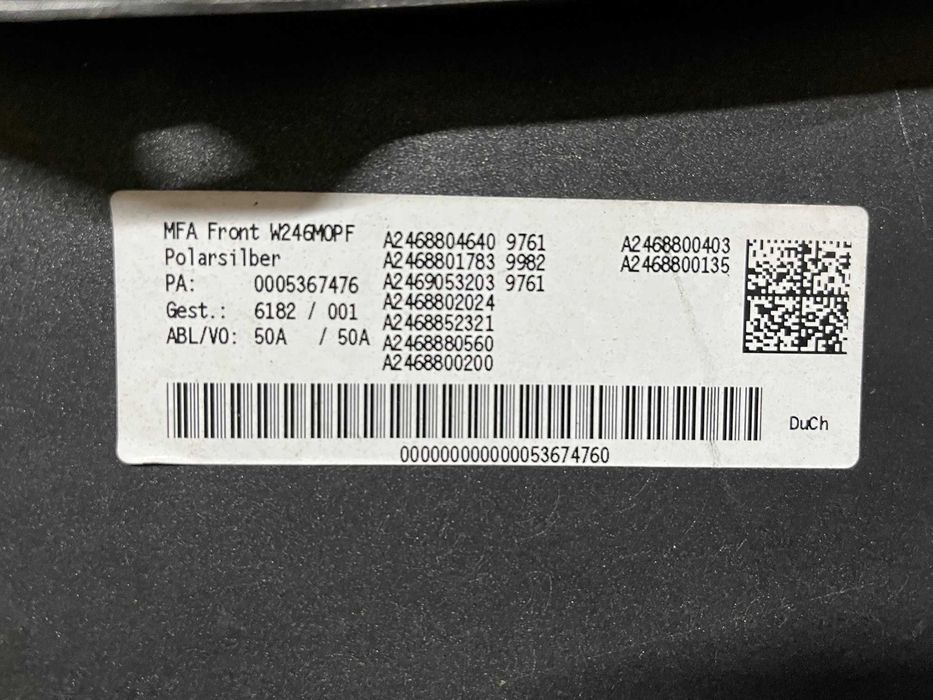 MFA Front W246MOPF
Polarsilber
PA: 0005367476
Gest.: 6182 / 001
ABL/VO: 50A / 50A
A2468804640 9761
A2468801783 9982
A2469053203 9761
A2468802024
A2468852321
A2468880560
A2468800200
A2468800403
A2468800135
DuCh
000000000000053674760